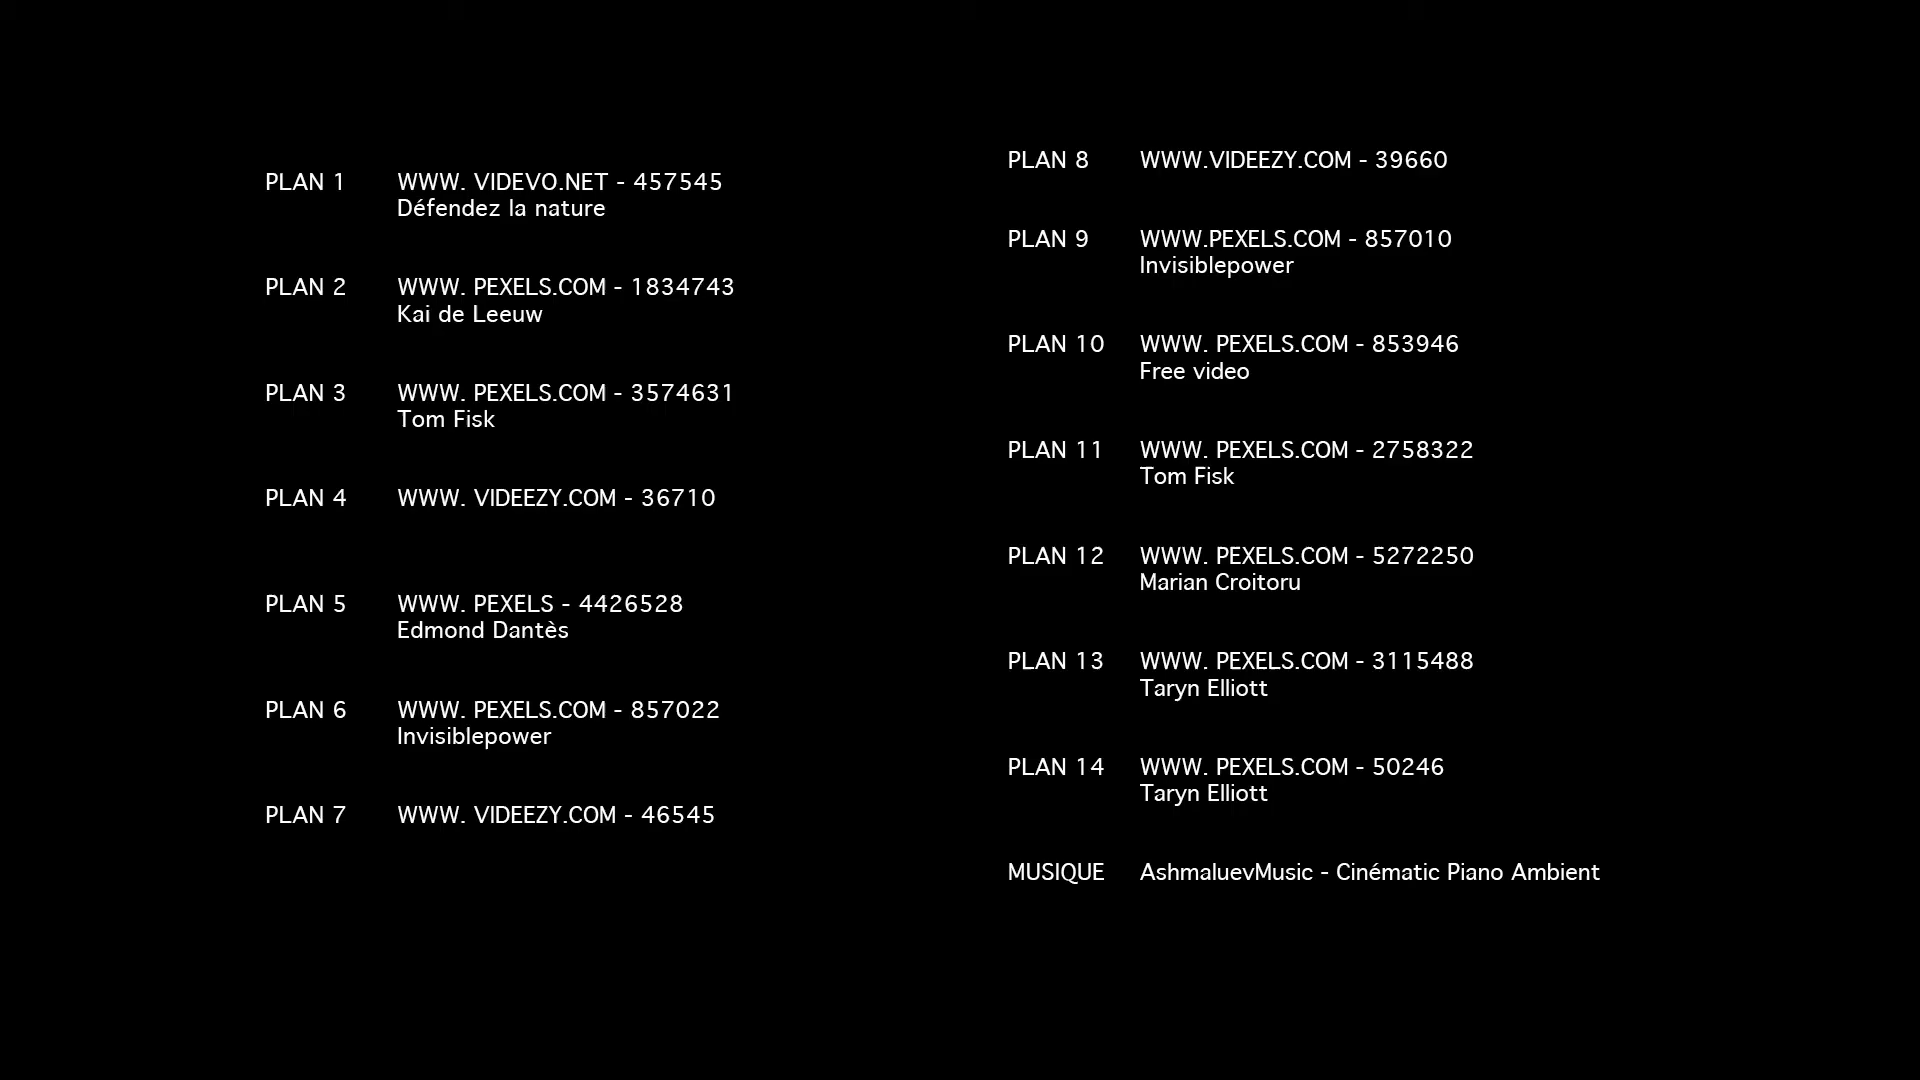 PLAN 1 WWW. VIDEVO.NET - 457545
Défendez la nature
PLAN 2 WWW. PEXELS.COM - 1834743
Kai de Leeuw
PLAN 3 WWW. PEXELS.COM - 3574631
Tom Fisk
PLAN 4 WWW. VIDEEZY.COM - 36710
PLAN 5 WWW. PEXELS - 4426528
Edmond Dantès
PLAN 6 WWW. PEXELS.COM - 857022
Invisiblepower
PLAN 7 WWW. VIDEEZY.COM - 46545
PLAN 8 WWW.VIDEEZY.COM - 39660
PLAN 9 WWW.PEXELS.COM - 857010
Invisiblepower
PLAN 10 WWW. PEXELS.COM - 853946
Free video
PLAN 11 WWW. PEXELS.COM - 2758322
Tom Fisk
PLAN 12 WWW. PEXELS.COM - 5272250
Marian Croitoru
PLAN 13 WWW. PEXELS.COM - 3115488
Taryn Elliott
PLAN 14 WWW. PEXELS.COM - 50246
Taryn Elliott
MUSIQUE AshmaluevMusic - Cinématic Piano Ambient